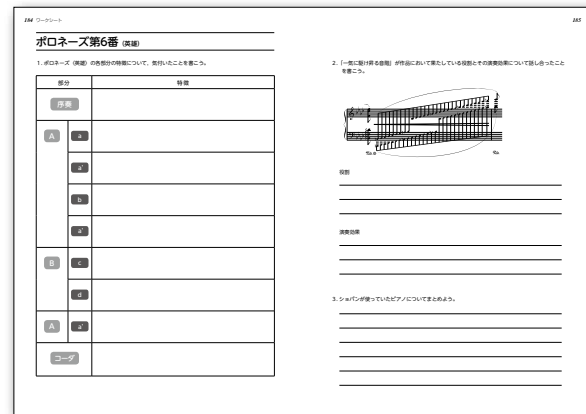 184 ワークシート
ポロネーズ第6番（英雄）
1. ポロネーズ（英雄）の各部分の特徴について、気付いたことを書こう。
部分 特徴
序奏
A a
a'
b
a'
B c
d
A a'
コーダ
185
2.「一気に駆け昇る音階」が作品において果たしている役割とその演奏効果について話し合ったこと
を書こう。
役割
演奏効果
3. ショパンが使っていたピアノについてまとめよう。